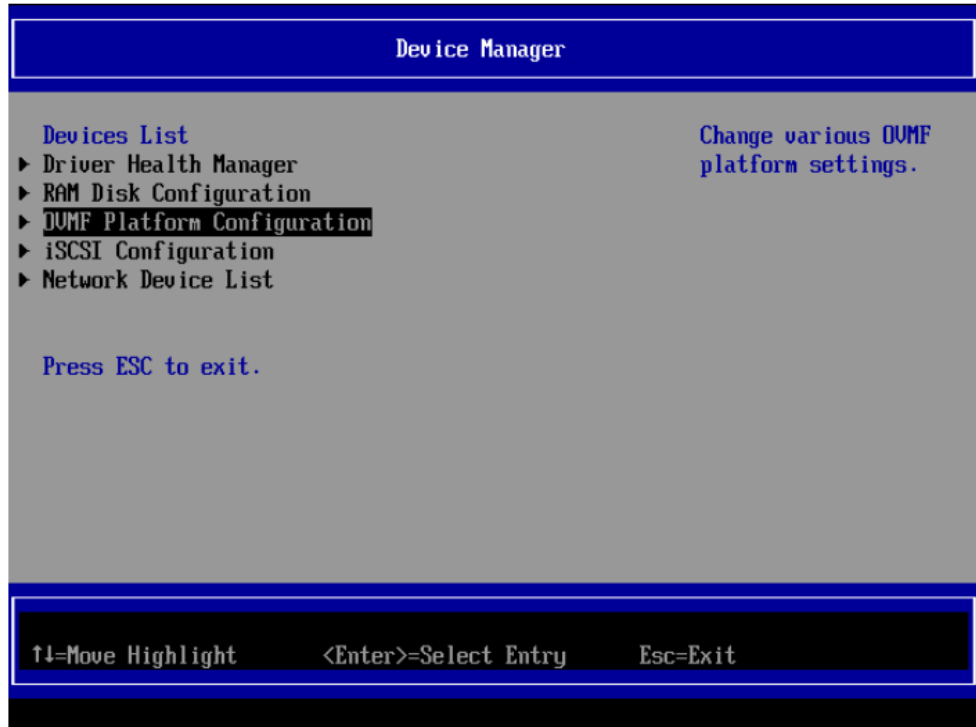 Device Manager
Devices List
Change various OVMF
▶ Driver Health Manager
platform settings.
▶ RAM Disk Configuration
▶ OVMF Platform Configuration
▶ iSCSI Configuration
▶ Network Device List
Press ESC to exit.
↑↓=Move Highlight <Enter>=Select Entry Esc=Exit